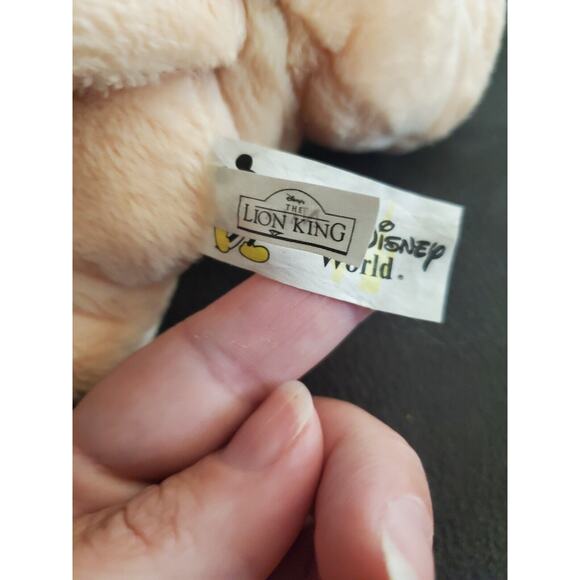 Disney's
THE
LION KING
DISNEY
World.